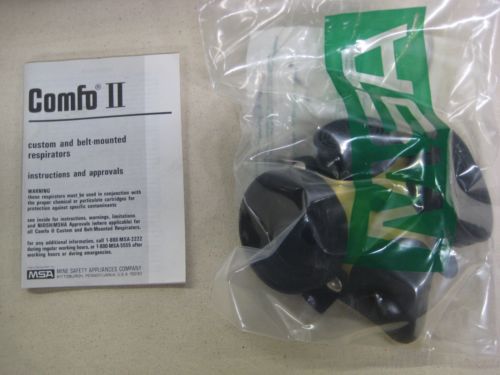 Comfo® II
custom and belt-mounted
respirators
instructions and approvals
WARNING
these respirators must be used in conjunction with
the proper chemical or particulate cartridges for
protection against specific contaminants
see inside for instructions, warnings, limitations
and NIOSH/MSHA Approvals (where applicable) for
all Comfo II Custom and Belt-Mounted Respirators.
for any additional information, call 1-800-MSA-2222
during regular working hours, or 1-800-MSA-5555 after
working hours or during emergencies.
MSA MINE SAFETY APPLIANCES COMPANY
PITTSBURGH, PENNSYLVANIA, U.S.A. 15230
MSA